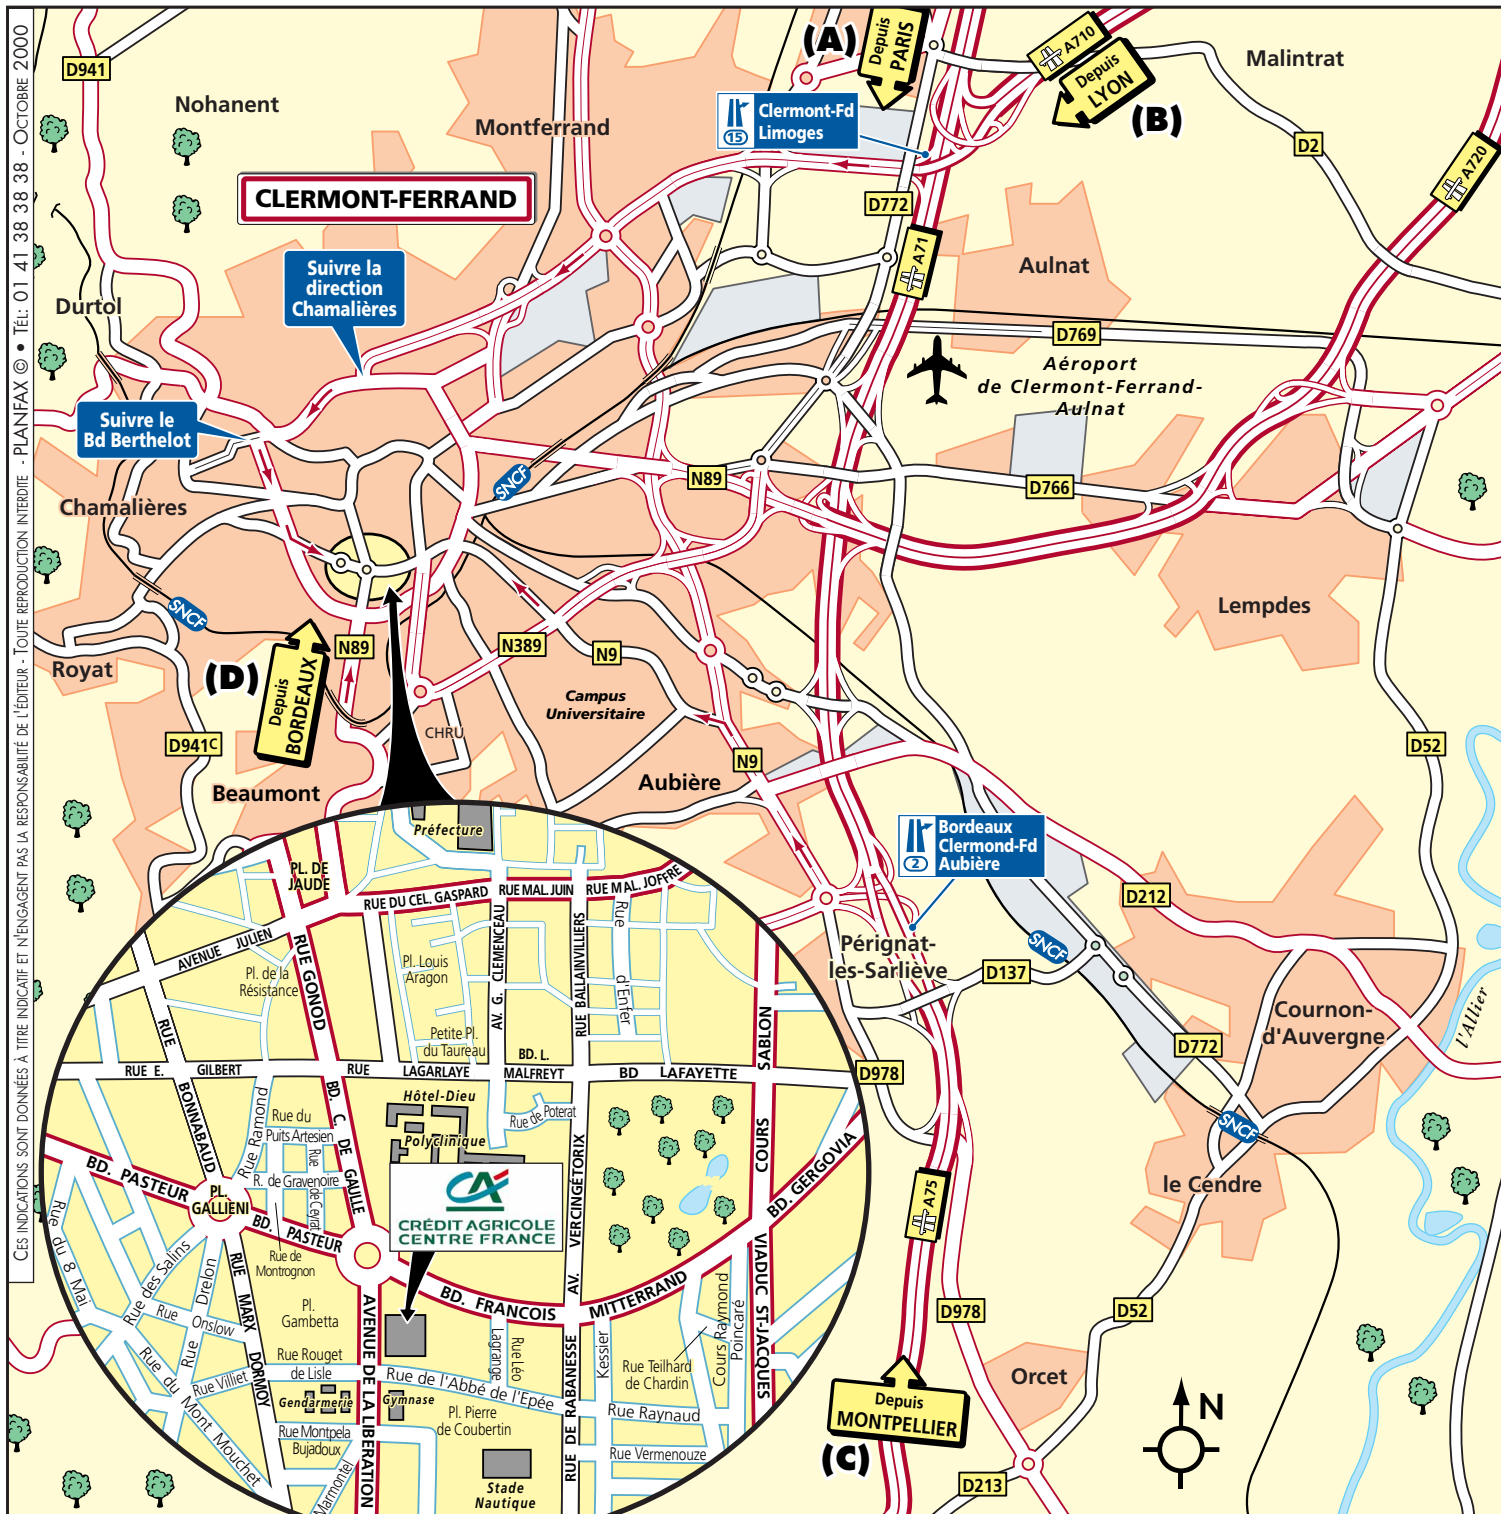 CES INDICATIONS SONT DONNÉES À TITRE INDICATIF ET N'ENGAGENT PAS LA RESPONSABILITÉ DE L'ÉDITEUR - TOUTE REPRODUCTION INTERDITE - PLANFAX © • TÉL: 01 41 38 38 38 - OCTOBRE 2000
D941
Nohanent
Montferrand
(A)
Depuis
PARIS
A710
Depuis
LYON
(B)
Malintrat
15
Clermont-Fd
Limoges
D2
A720
CLERMONT-FERRAND
D772
A71
Aulnat
Suivre la
direction
Chamalières
Durtol
D769
Aéroport
de Clermont-Ferrand-
Aulnat
Suivre le
Bd Berthelot
SNCF
N89
D766
Chamalières
SNCF
Lempdes
Royat
(D)
Depuis
BORDEAUX
N89
N389
N9
Campus
Universitaire
CHRU
D941C
N9
D52
Beaumont
Aubière
2
Bordeaux
Clermond-Fd
Aubière
D212
Pérignat-
les-Sarliève
SNCF
D137
Cournon-
d'Auvergne
l'Allier
D772
D978
SNCF
le Cendre
A75
D978
D52
Orcet
Depuis
MONTPELLIER
(C)
D213
N
Préfecture
PL. DE
JAUDE
RUE DU CEL. GASPARD
RUE MAL. JUIN
RUE MAL. JOFFRE
AVENUE JULIEN
RUE GONOD
Pl. de la
Résistance
Pl. Louis
Aragon
AV. G. CLEMENCEAU
RUE BALLAINVILLIERS
Rue d'Enfer
Petite Pl.
du Taureau
BD. L.
MALFREYT
RUE E. GILBERT
RUE LAGARLAYE
BD LAFAYETTE
COURS SABLON
RUE BONNABAUD
BD. C. DE GAULLE
Hôtel-Dieu
Polyclinique
Rue de Poterat
Rue Ramond
Rue du
Puits Artesien
R. de Gravenoire
Rue de Ceyrat
BD. PASTEUR
PL.
GALLIENI
BD. PASTEUR
Rue de
Montrognon
CRÉDIT AGRICOLE
CENTRE FRANCE
AV. VERCINGÉTORIX
BD. GERGOVIA
BD. FRANCOIS MITTERRAND
VIADUC ST-JACQUES
Rue du 8 Mai
Rue des Salins
Rue Drelon
Rue Onslow
RUE MARX DORMOY
Pl.
Gambetta
AVENUE DE LA LIBERATION
Rue Rouget
de Lisle
Rue Villiet
Rue du Mont Mouchet
Gendarmerie
Gymnase
Rue de l'Abbé de l'Epée
Rue Léo
Lagrange
Kessier
Rue Teilhard
de Chardin
Cours Raymond
Poincaré
Rue Montpela
Bujadoux
Marmontel
Pl. Pierre
de Coubertin
Stade
Nautique
RUE DE RABANESSE
Rue Raynaud
Rue Vermenouze